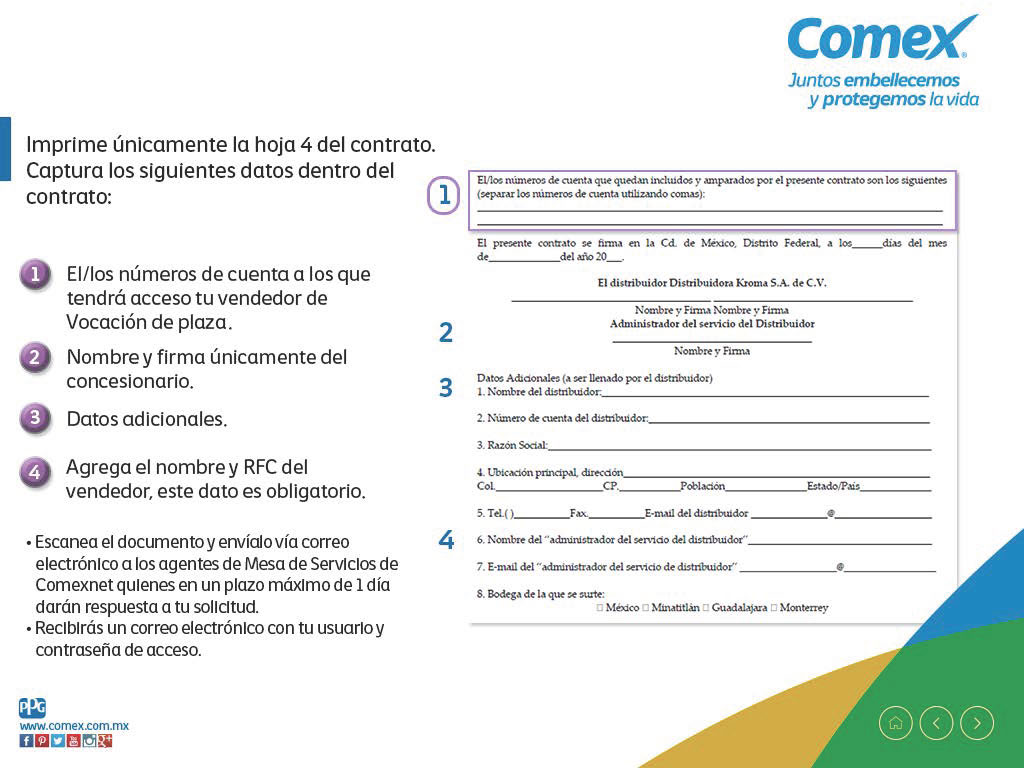 Comex®
Juntos embellecemos
y protegemos la vida
Imprime únicamente la hoja 4 del contrato.
Captura los siguientes datos dentro del
contrato:
1 El/los números de cuenta a los que
tendrá acceso tu vendedor de
Vocación de plaza.
2 Nombre y firma únicamente del
concesionario.
3 Datos adicionales.
4 Agrega el nombre y RFC del
vendedor, este dato es obligatorio.
• Escanea el documento y envíalo vía correo
electrónico a los agentes de Mesa de Servicios de
Comexnet quienes en un plazo máximo de 1 día
darán respuesta a tu solicitud.
• Recibirás un correo electrónico con tu usuario y
contraseña de acceso.
1
El/los números de cuenta que quedan incluidos y amparados por el presente contrato son los siguientes
(separar los números de cuenta utilizando comas):
El presente contrato se firma en la Cd. de México, Distrito Federal, a los______días del mes
de______________del año 20___.
El distribuidor Distribuidora Kroma S.A. de C.V.
Nombre y Firma Nombre y Firma
2
Administrador del servicio del Distribuidor
Nombre y Firma
3
Datos Adicionales (a ser llenado por el distribuidor)
1. Nombre del distribuidor:
2. Número de cuenta del distribuidor:
3. Razón Social:
4. Ubicación principal, dirección
Col.____________CP.____________Población____________Estado/País____________
5. Tel.( )__________Fax.__________E-mail del distribuidor ____________@____________
4
6. Nombre del "administrador del servicio del distribuidor"
7. E-mail del "administrador del servicio de distribuidor" ____________@____________
8. Bodega de la que se surte:
□ México □ Minatitlán □ Guadalajara □ Monterrey
PPG
www.comex.com.mx